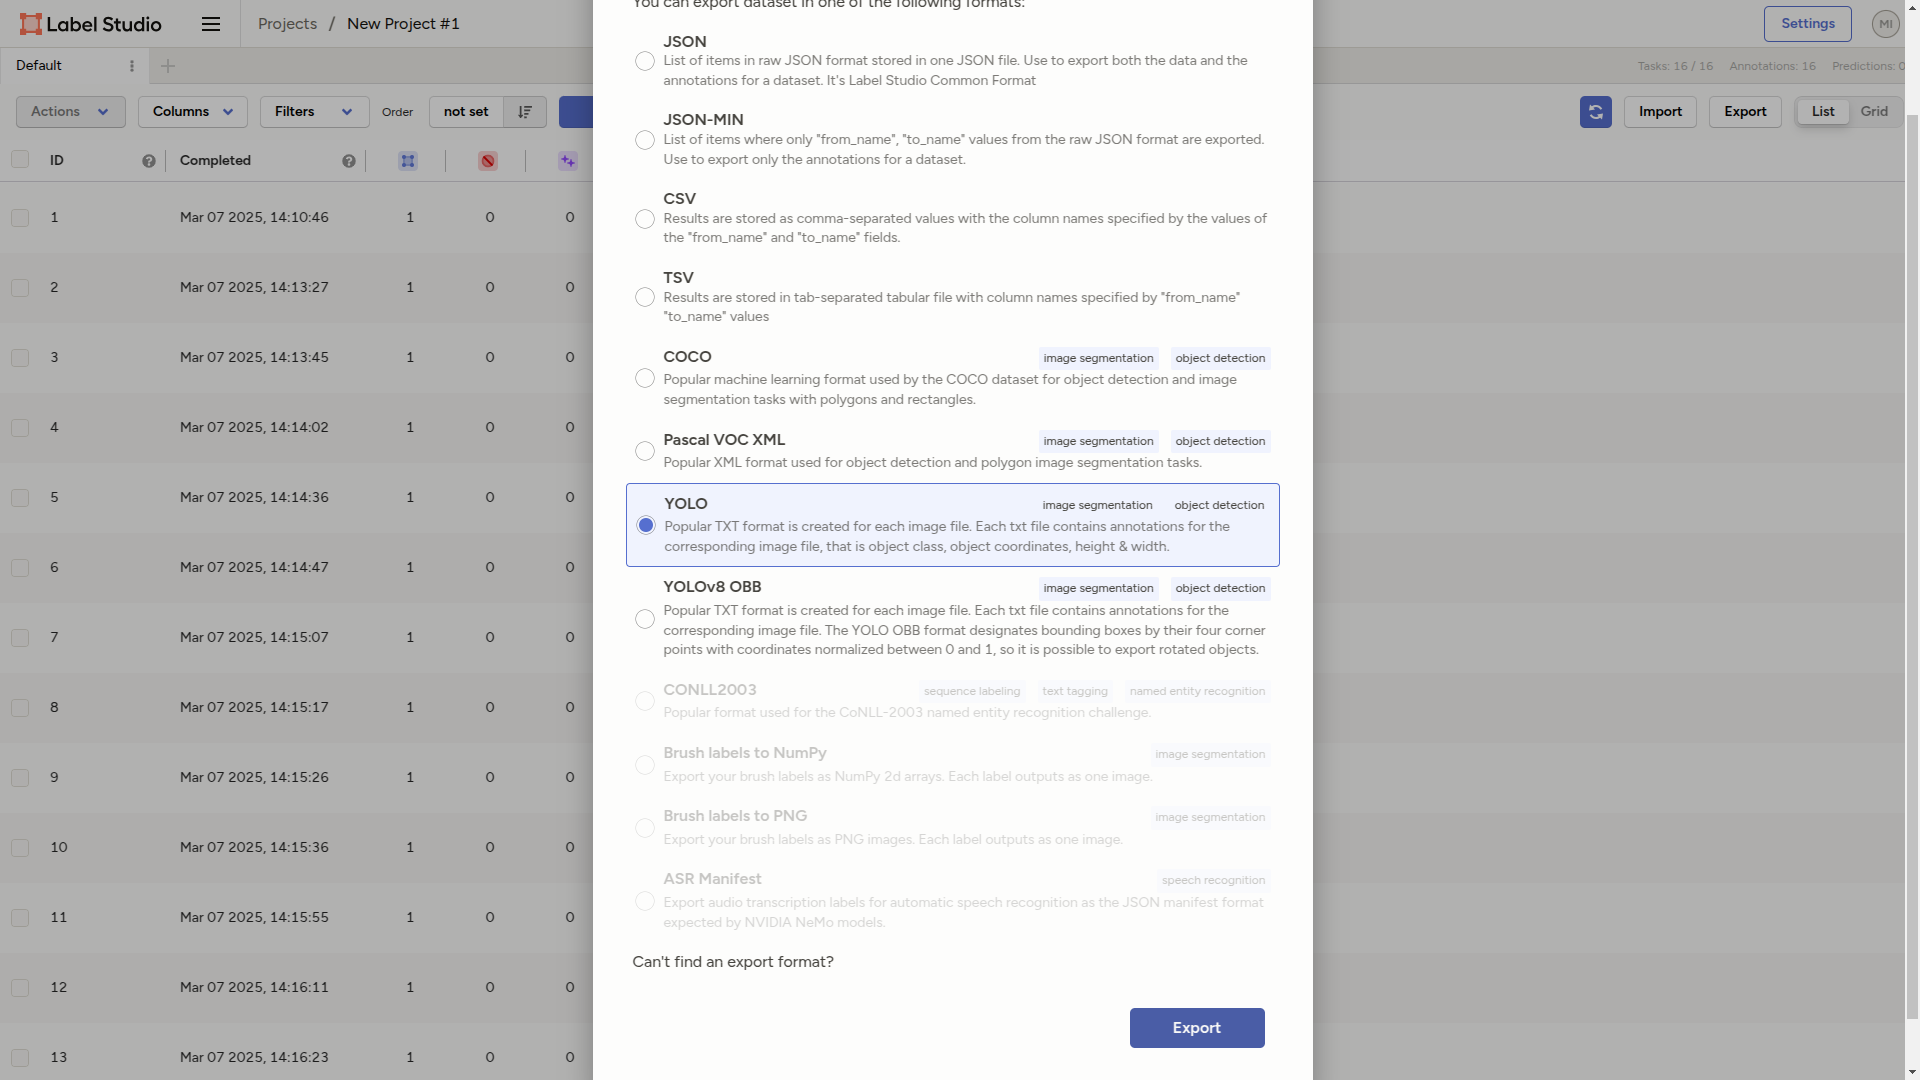 Label Studio
Projects / New Project #1
Settings
MI
Default
Tasks: 16 / 16 Annotations: 16 Predictions: 0
Actions Columns Filters Order not set
Import Export List Grid
ID Completed
1 Mar 07 2025, 14:10:46 1 0 0
2 Mar 07 2025, 14:13:27 1 0 0
3 Mar 07 2025, 14:13:45 1 0 0
4 Mar 07 2025, 14:14:02 1 0 0
5 Mar 07 2025, 14:14:36 1 0 0
6 Mar 07 2025, 14:14:47 1 0 0
7 Mar 07 2025, 14:15:07 1 0 0
8 Mar 07 2025, 14:15:17 1 0 0
9 Mar 07 2025, 14:15:26 1 0 0
10 Mar 07 2025, 14:15:36 1 0 0
11 Mar 07 2025, 14:15:55 1 0 0
12 Mar 07 2025, 14:16:11 1 0 0
13 Mar 07 2025, 14:16:23 1 0 0
You can export dataset in one of the following formats:
JSON
List of items in raw JSON format stored in one JSON file. Use to export both the data and the
annotations for a dataset. It's Label Studio Common Format
JSON-MIN
List of items where only "from_name", "to_name" values from the raw JSON format are exported.
Use to export only the annotations for a dataset.
CSV
Results are stored as comma-separated values with the column names specified by the values of
the "from_name" and "to_name" fields.
TSV
Results are stored in tab-separated tabular file with column names specified by "from_name"
"to_name" values
COCO image segmentation object detection
Popular machine learning format used by the COCO dataset for object detection and image
segmentation tasks with polygons and rectangles.
Pascal VOC XML image segmentation object detection
Popular XML format used for object detection and polygon image segmentation tasks.
YOLO image segmentation object detection
Popular TXT format is created for each image file. Each txt file contains annotations for the
corresponding image file, that is object class, object coordinates, height & width.
YOLOv8 OBB image segmentation object detection
Popular TXT format is created for each image file. Each txt file contains annotations for the
corresponding image file. The YOLO OBB format designates bounding boxes by their four corner
points with coordinates normalized between 0 and 1, so it is possible to export rotated objects.
CONLL2003 sequence labeling text tagging named entity recognition
Popular format used for the CoNLL-2003 named entity recognition challenge.
Brush labels to NumPy image segmentation
Export your brush labels as NumPy 2d arrays. Each label outputs as one image.
Brush labels to PNG image segmentation
Export your brush labels as PNG images. Each label outputs as one image.
ASR Manifest speech recognition
Export audio transcription labels for automatic speech recognition as the JSON manifest format
expected by NVIDIA NeMo models.
Can't find an export format?
Export